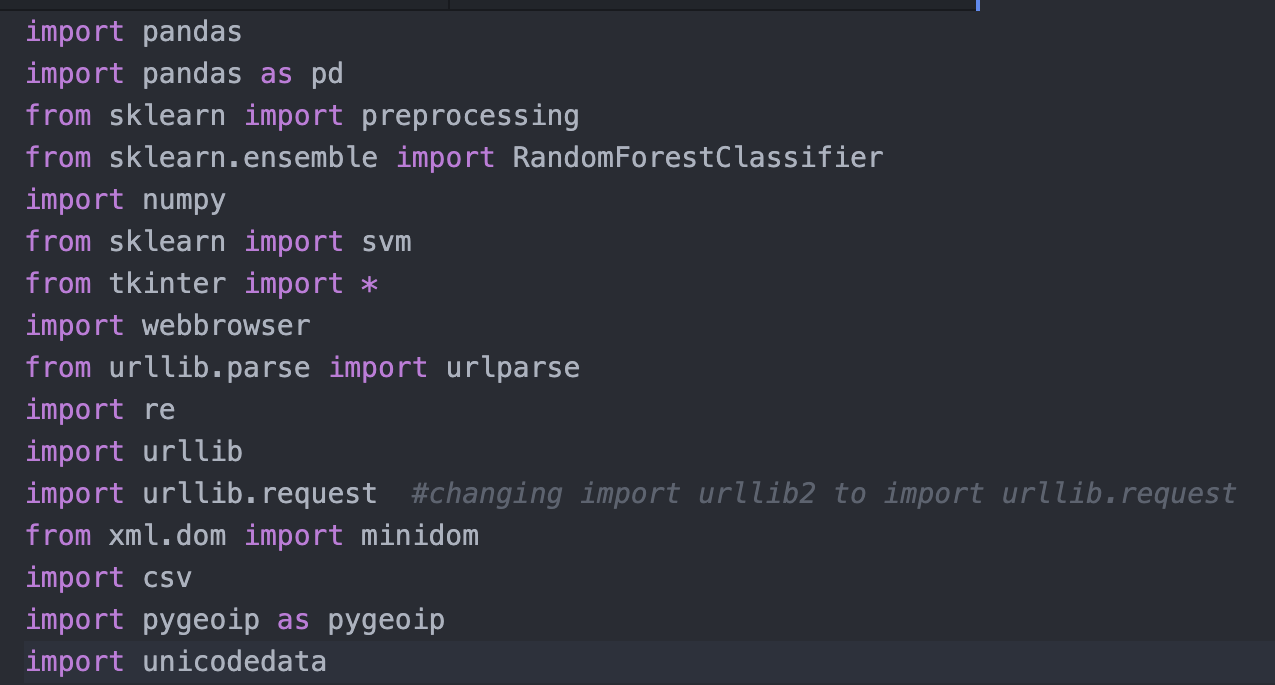 import pandas
import pandas as pd
from sklearn import preprocessing
from sklearn.ensemble import RandomForestClassifier
import numpy
from sklearn import svm
from tkinter import *
import webbrowser
from urllib.parse import urlparse
import re
import urllib
import urllib.request  #changing import urllib2 to import urllib.request
from xml.dom import minidom
import csv
import pygeoip as pygeoip
import unicodedata